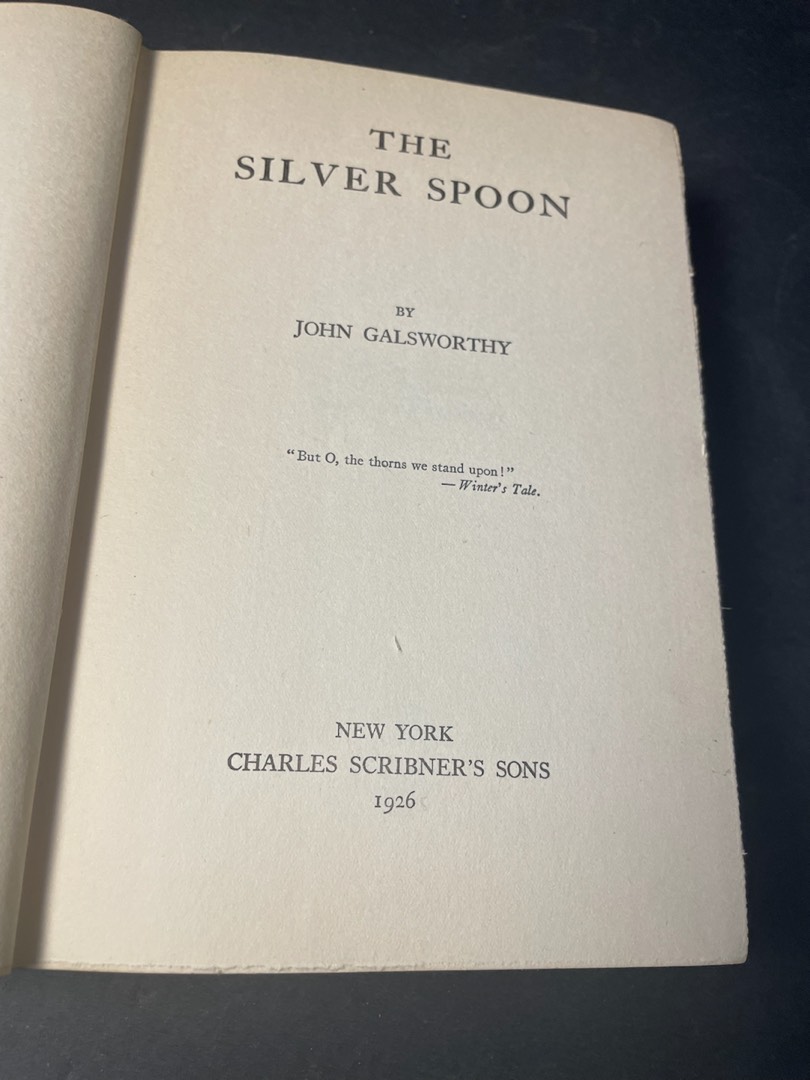 THE
SILVER SPOON
BY
JOHN GALSWORTHY
“But O, the thorns we stand upon!”
— Winter's Tale.
NEW YORK
CHARLES SCRIBNER'S SONS
1926